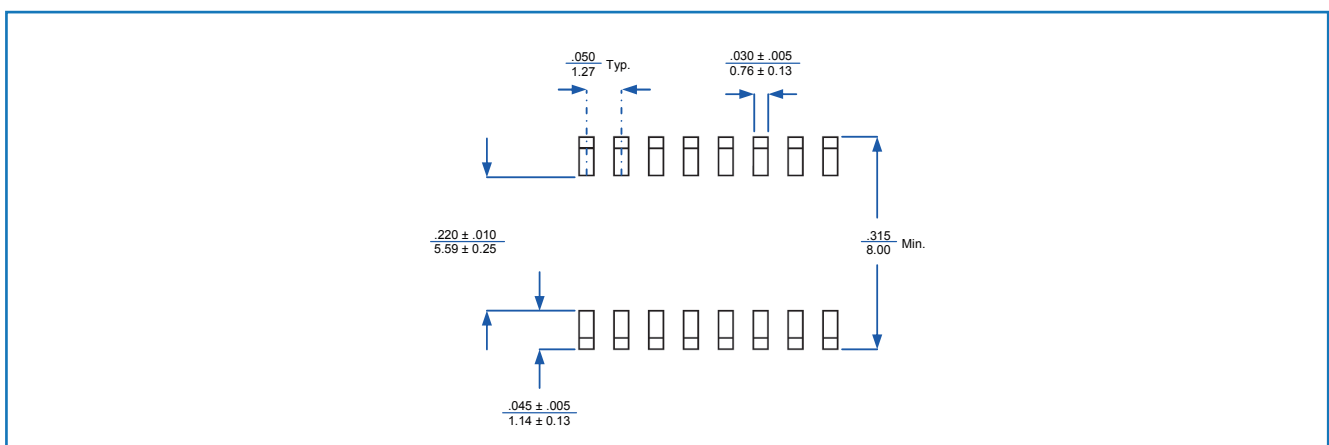 .050
1.27
Typ.
.030 ± .005
0.76 ± 0.13
.220 ± .010
5.59 ± 0.25
.315
8.00
Min.
.045 ± .005
1.14 ± 0.13